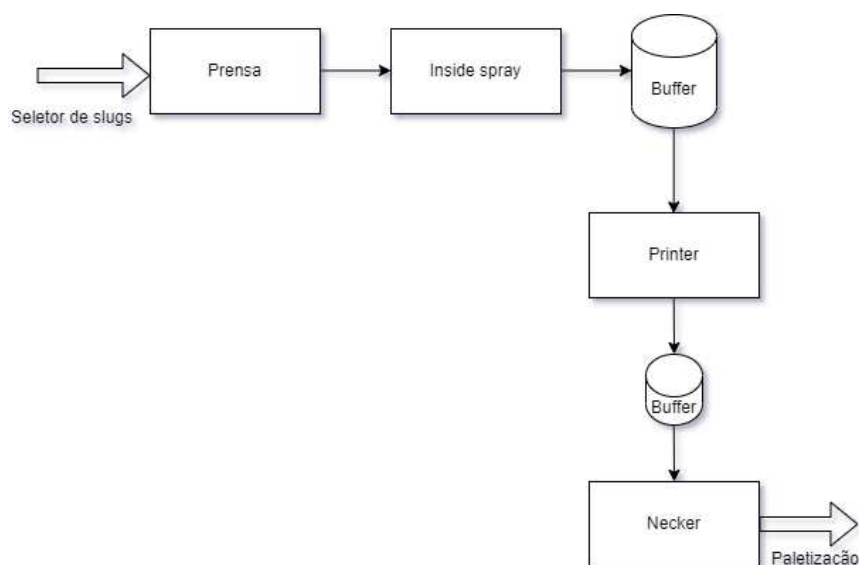 Prensa
Inside spray
Buffer
Seletor de slugs
Printer
Buffer
Necker
Paletização